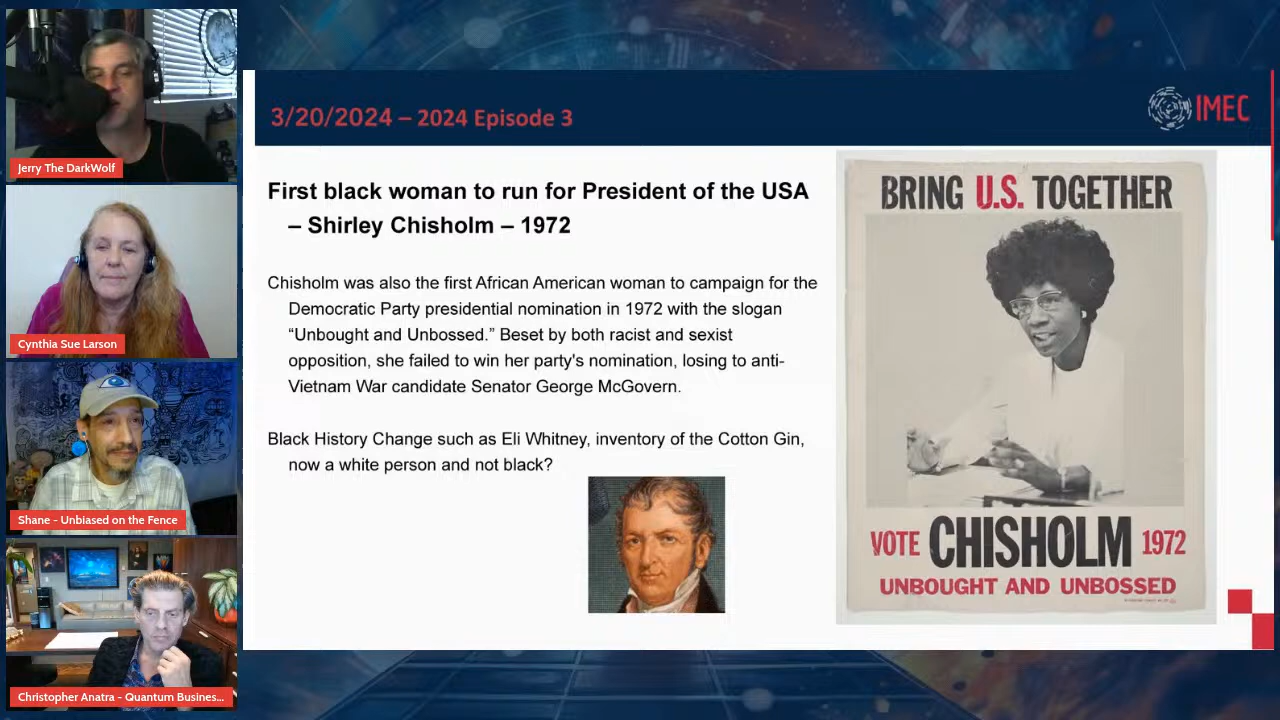 Jerry The DarkWolf
Cynthia Sue Larson
Shane - Unbiased on the Fence
Christopher Anatra - Quantum Busines...
3/20/2024 – 2024 Episode 3
IMEC
First black woman to run for President of the USA
– Shirley Chisholm – 1972
Chisholm was also the first African American woman to campaign for the
Democratic Party presidential nomination in 1972 with the slogan
“Unbought and Unbossed.” Beset by both racist and sexist
opposition, she failed to win her party's nomination, losing to anti-
Vietnam War candidate Senator George McGovern.
Black History Change such as Eli Whitney, inventory of the Cotton Gin,
now a white person and not black?
BRING U.S. TOGETHER
VOTE CHISHOLM 1972
UNBOUGHT AND UNBOSSED